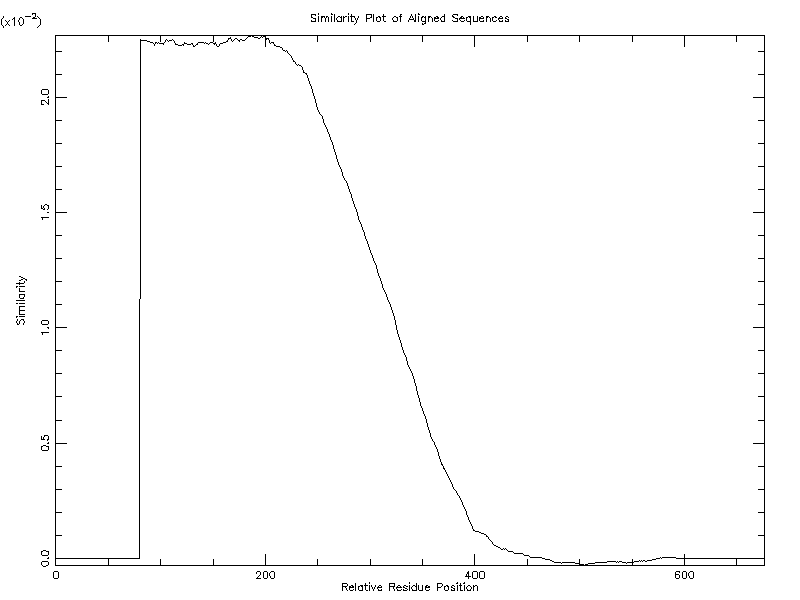 Similarity Plot of Aligned Sequences
(x10⁻²)
2.0
1.5
1.0
0.5
0.0
Similarity
0 200 400 600
Relative Residue Position